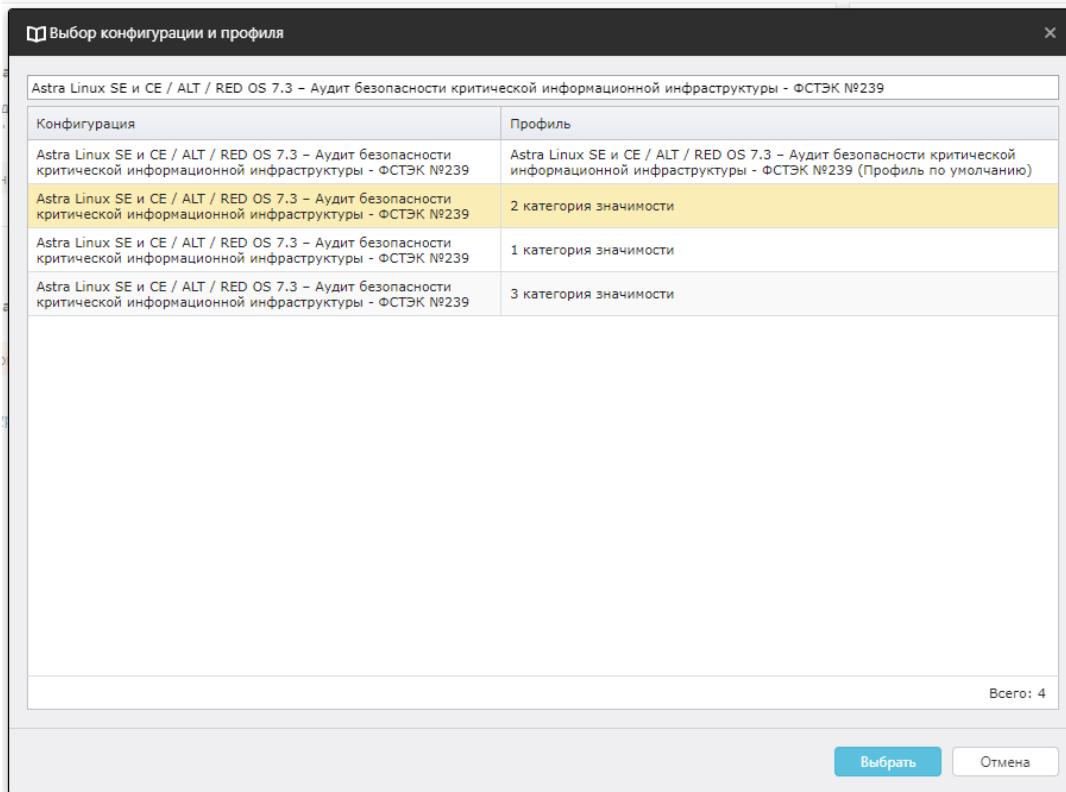 Выбор конфигурации и профиля
Astra Linux SE и CE / ALT / RED OS 7.3 – Аудит безопасности критической информационной инфраструктуры - ФСТЭК №239
Конфигурация
Профиль
Astra Linux SE и CE / ALT / RED OS 7.3 – Аудит безопасности
критической информационной инфраструктуры - ФСТЭК №239
Astra Linux SE и CE / ALT / RED OS 7.3 – Аудит безопасности критической
информационной инфраструктуры - ФСТЭК №239 (Профиль по умолчанию)
Astra Linux SE и CE / ALT / RED OS 7.3 – Аудит безопасности
критической информационной инфраструктуры - ФСТЭК №239
2 категория значимости
Astra Linux SE и CE / ALT / RED OS 7.3 – Аудит безопасности
критической информационной инфраструктуры - ФСТЭК №239
1 категория значимости
Astra Linux SE и CE / ALT / RED OS 7.3 – Аудит безопасности
критической информационной инфраструктуры - ФСТЭК №239
3 категория значимости
Всего: 4
Выбрать
Отмена